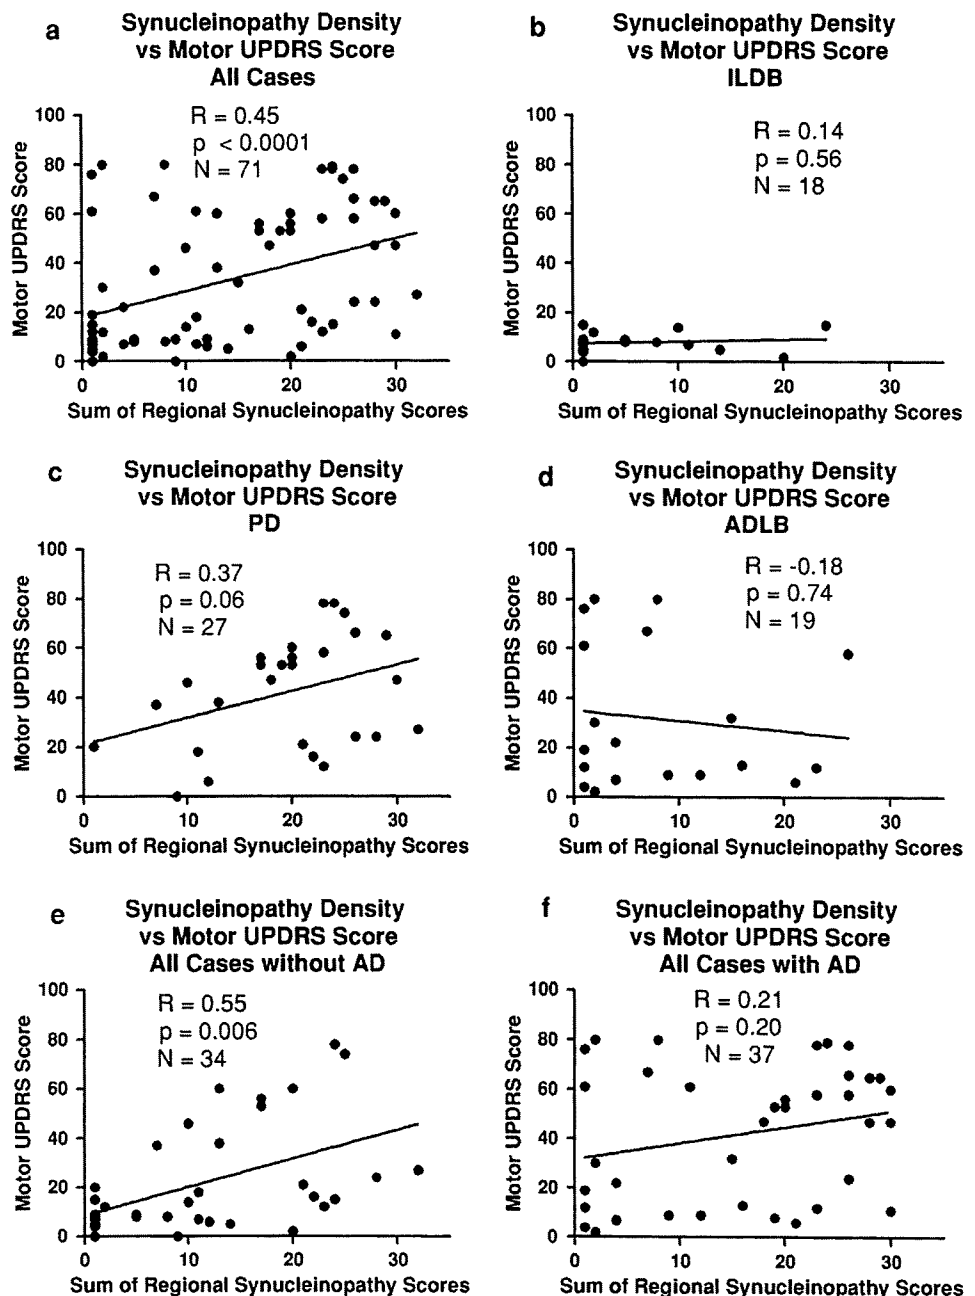 a
Synucleinopathy Density
vs Motor UPDRS Score
All Cases
R = 0.45
p < 0.0001
N = 71
Motor UPDRS Score
100
80
60
40
20
0
0 10 20 30
Sum of Regional Synucleinopathy Scores
b
Synucleinopathy Density
vs Motor UPDRS Score
ILDB
R = 0.14
p = 0.56
N = 18
Motor UPDRS Score
100
80
60
40
20
0
0 10 20 30
Sum of Regional Synucleinopathy Scores
c
Synucleinopathy Density
vs Motor UPDRS Score
PD
R = 0.37
p = 0.06
N = 27
Motor UPDRS Score
100
80
60
40
20
0
0 10 20 30
Sum of Regional Synucleinopathy Scores
d
Synucleinopathy Density
vs Motor UPDRS Score
ADLB
R = -0.18
p = 0.74
N = 19
Motor UPDRS Score
100
80
60
40
20
0
0 10 20 30
Sum of Regional Synucleinopathy Scores
e
Synucleinopathy Density
vs Motor UPDRS Score
All Cases without AD
R = 0.55
p = 0.006
N = 34
Motor UPDRS Score
100
80
60
40
20
0
0 10 20 30
Sum of Regional Synucleinopathy Scores
f
Synucleinopathy Density
vs Motor UPDRS Score
All Cases with AD
R = 0.21
p = 0.20
N = 37
Motor UPDRS Score
100
80
60
40
20
0
0 10 20 30
Sum of Regional Synucleinopathy Scores